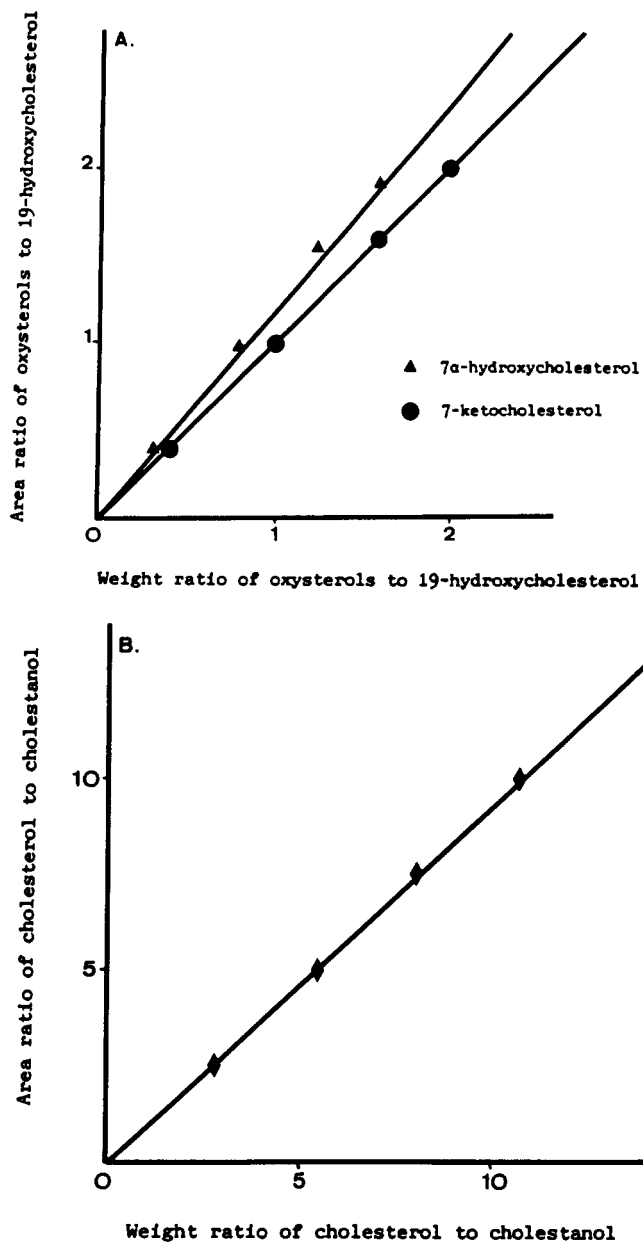 A.
Area ratio of oxysterols to 19-hydroxycholesterol
2
1
▲ 7α-hydroxycholesterol
● 7-ketocholesterol
O 1 2
Weight ratio of oxysterols to 19-hydroxycholesterol
B.
Area ratio of cholesterol to cholestanol
10
5
O 5 10
Weight ratio of cholesterol to cholestanol